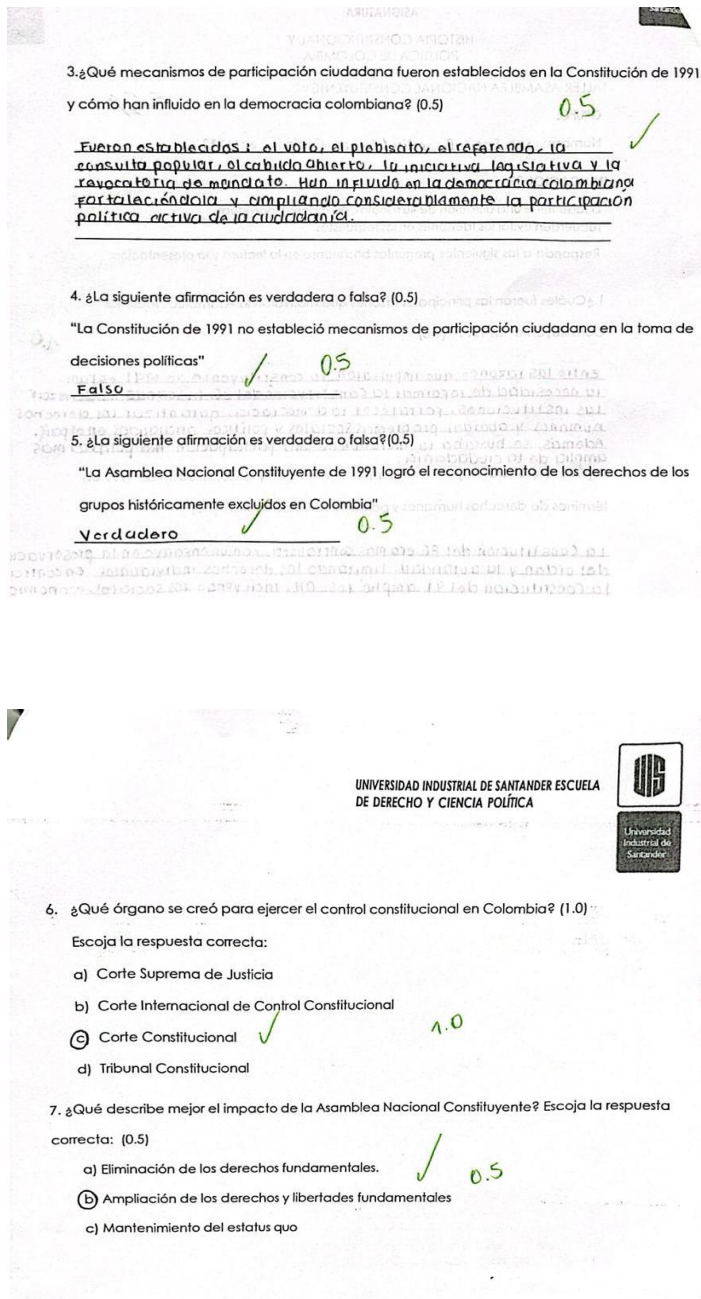 3.¿Qué mecanismos de participación ciudadana fueron establecidos en la Constitución de 1991
y cómo han influido en la democracia colombiana? (0.5)
0.5
Fueron establecidos: el voto, el plebiscito, el referendo, la
consulta popular, el cabildo abierto, la iniciativa legislativa y la
revocatoria de mandato. Han influido en la democracia colombiana
fortaleciéndola y ampliando considerablemente la participación
política activa de la ciudadanía.
4. ¿La siguiente afirmación es verdadera o falsa? (0.5)
"La Constitución de 1991 no estableció mecanismos de participación ciudadana en la toma de
decisiones políticas"
0.5
Falso
5. ¿La siguiente afirmación es verdadera o falsa?(0.5)
"La Asamblea Nacional Constituyente de 1991 logró el reconocimiento de los derechos de los
grupos históricamente excluidos en Colombia"
Verdadero
0.5
UNIVERSIDAD INDUSTRIAL DE SANTANDER ESCUELA
DE DERECHO Y CIENCIA POLÍTICA
UIS
Universidad
Industrial de
Santander
6. ¿Qué órgano se creó para ejercer el control constitucional en Colombia? (1.0)
Escoja la respuesta correcta:
a) Corte Suprema de Justicia
b) Corte Internacional de Control Constitucional
c) Corte Constitucional
1.0
d) Tribunal Constitucional
7. ¿Qué describe mejor el impacto de la Asamblea Nacional Constituyente? Escoja la respuesta
correcta: (0.5)
a) Eliminación de los derechos fundamentales.
0.5
b) Ampliación de los derechos y libertades fundamentales
c) Mantenimiento del estatus quo